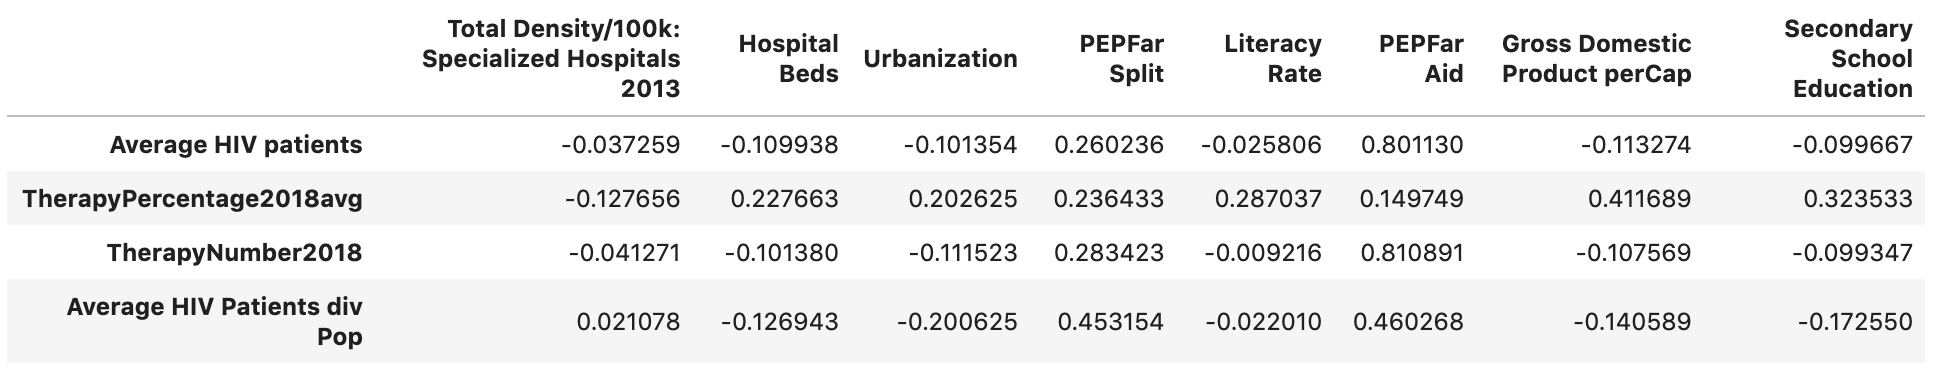 Total Density/100k: Specialized Hospitals 2013 Hospital Beds Urbanization PEPFar Split Literacy Rate PEPFar Aid Gross Domestic Product perCap Secondary School Education
Average HIV patients -0.037259 -0.109938 -0.101354 0.260236 -0.025806 0.801130 -0.113274 -0.099667
TherapyPercentage2018avg -0.127656 0.227663 0.202625 0.236433 0.287037 0.149749 0.411689 0.323533
TherapyNumber2018 -0.041271 -0.101380 -0.111523 0.283423 -0.009216 0.810891 -0.107569 -0.099347
Average HIV Patients div Pop 0.021078 -0.126943 -0.200625 0.453154 -0.022010 0.460268 -0.140589 -0.172550